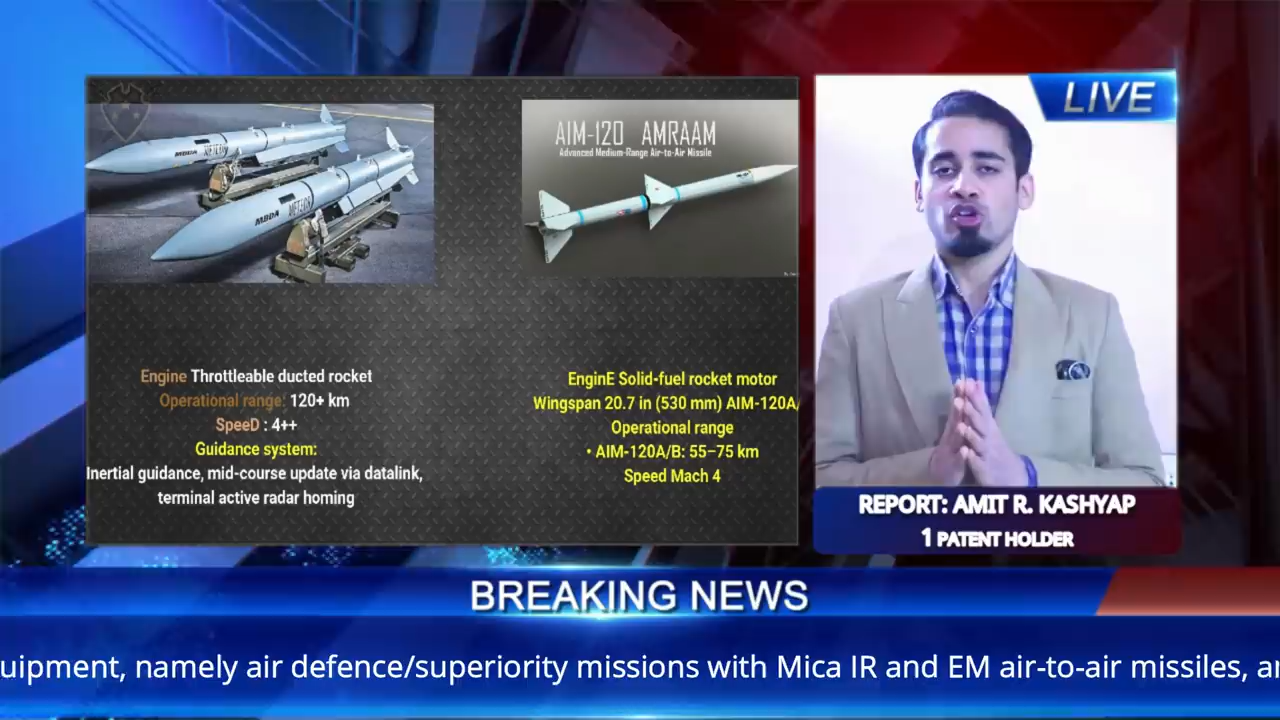 LIVE
MBDA METEOR
MBDA METEOR
AIM-120 AMRAAM
Advanced Medium-Range Air-to-Air Missile
Engine Throttleable ducted rocket
Operational range: 120+ km
SpeeD : 4++
Guidance system:
Inertial guidance, mid-course update via datalink,
terminal active radar homing
EnginE Solid-fuel rocket motor
Wingspan 20.7 in (530 mm) AIM-120A/
Operational range
• AIM-120A/B: 55–75 km
Speed Mach 4
REPORT: AMIT R. KASHYAP
1 PATENT HOLDER
BREAKING NEWS
uipment, namely air defence/superiority missions with Mica IR and EM air-to-air missiles, a